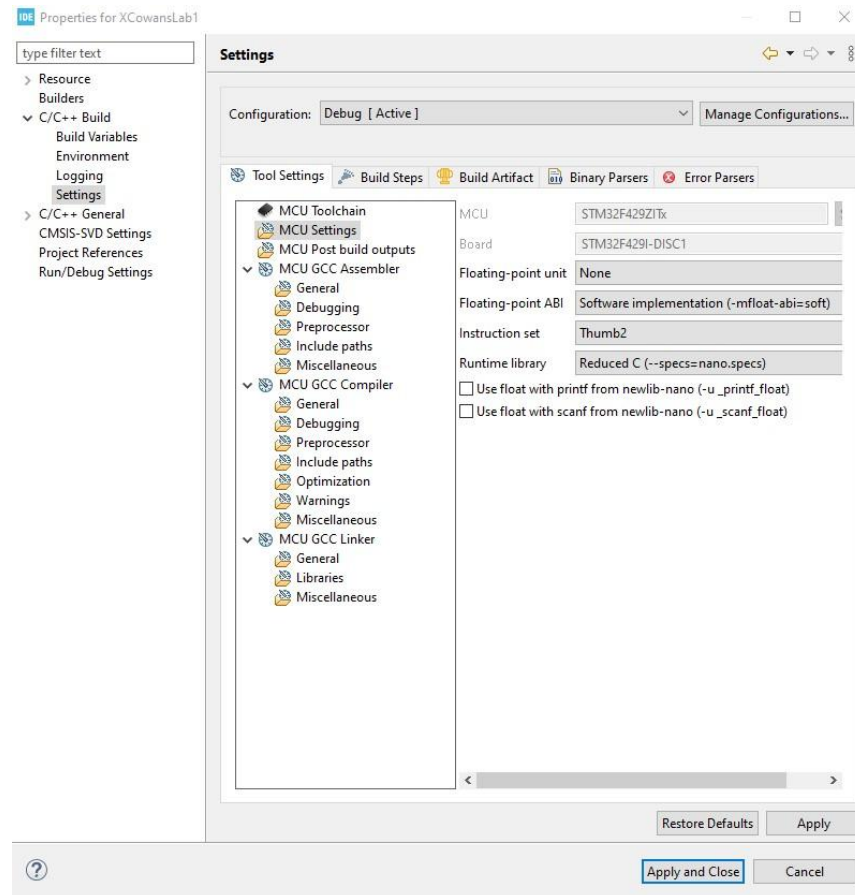 IDE Properties for XCowansLab1
type filter text
Resource
Builders
C/C++ Build
Build Variables
Environment
Logging
Settings
C/C++ General
CMSIS-SVD Settings
Project References
Run/Debug Settings
Settings
Configuration: Debug [ Active ] Manage Configurations...
Tool Settings Build Steps Build Artifact Binary Parsers Error Parsers
MCU Toolchain
MCU Settings
MCU Post build outputs
MCU GCC Assembler
General
Debugging
Preprocessor
Include paths
Miscellaneous
MCU GCC Compiler
General
Debugging
Preprocessor
Include paths
Optimization
Warnings
Miscellaneous
MCU GCC Linker
General
Libraries
Miscellaneous
MCU STM32F429ZITx
Board STM32F429I-DISC1
Floating-point unit None
Floating-point ABI Software implementation (-mfloat-abi=soft)
Instruction set Thumb2
Runtime library Reduced C (--specs=nano.specs)
Use float with printf from newlib-nano (-u _printf_float)
Use float with scanf from newlib-nano (-u _scanf_float)
Restore Defaults Apply
Apply and Close Cancel